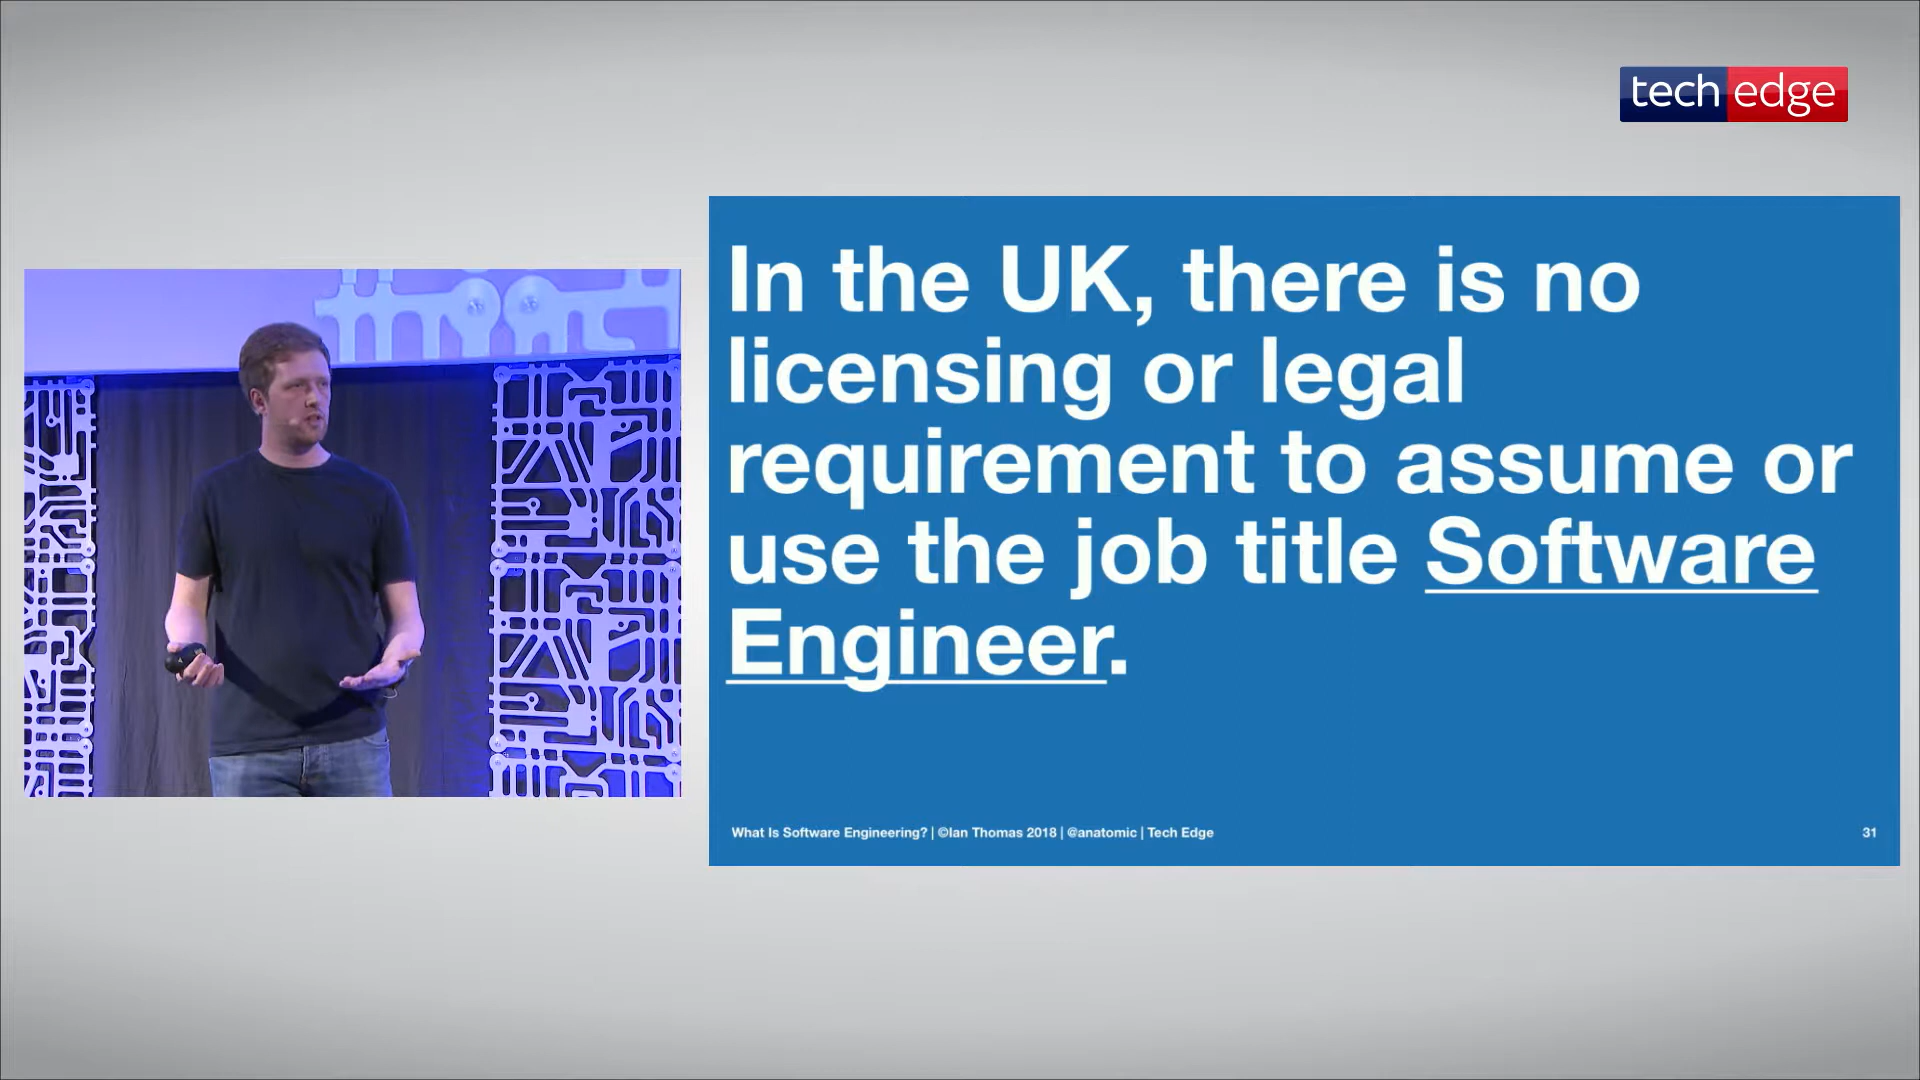 tech edge
In the UK, there is no
licensing or legal
requirement to assume or
use the job title Software
Engineer.
What Is Software Engineering? | ©Ian Thomas 2018 | @anatomic | Tech Edge
31